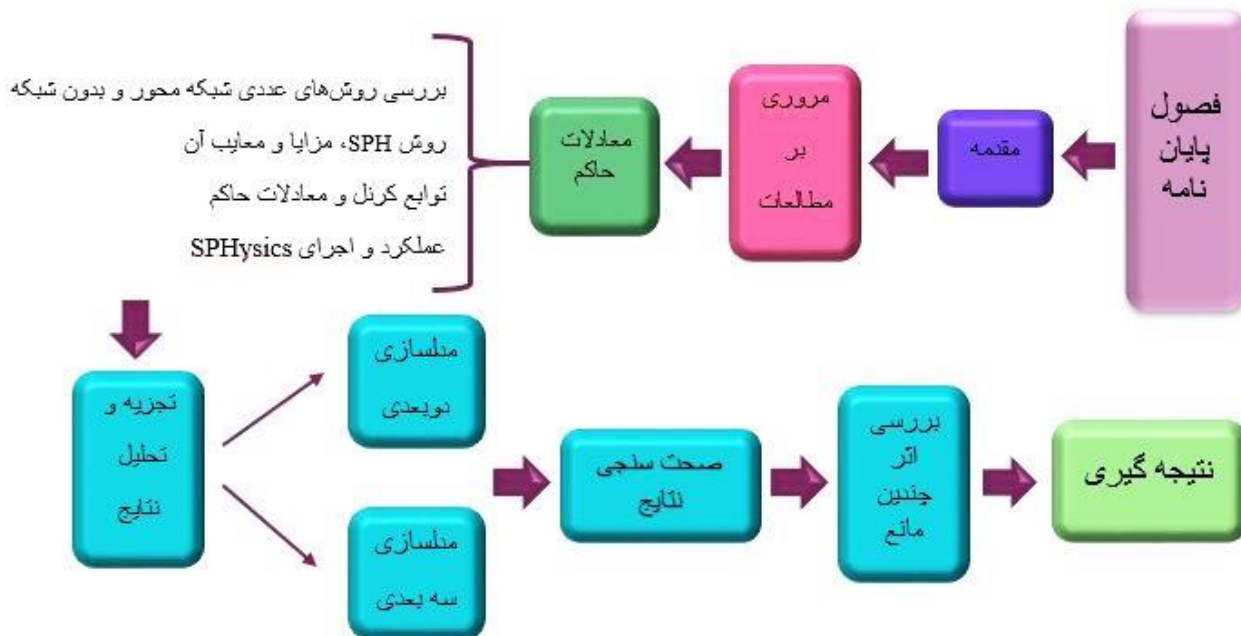 فصول
پایان
نامه
مقدمه
مروری
بر
مطالعات
معادلات
حاکم
بررسی روش‌های عددی شبکه محور و بدون شبکه
روش SPH، مزایا و معایب آن
توابع کرنل و معادلات حاکم
عملکرد و اجرای SPHysics
تجزیه و
تحلیل
نتایج
مدلسازی
دوبعدی
مدلسازی
سه بعدی
صحت سنجی
نتایج
بررسی
اثر
چندین
مانع
نتیجه گیری